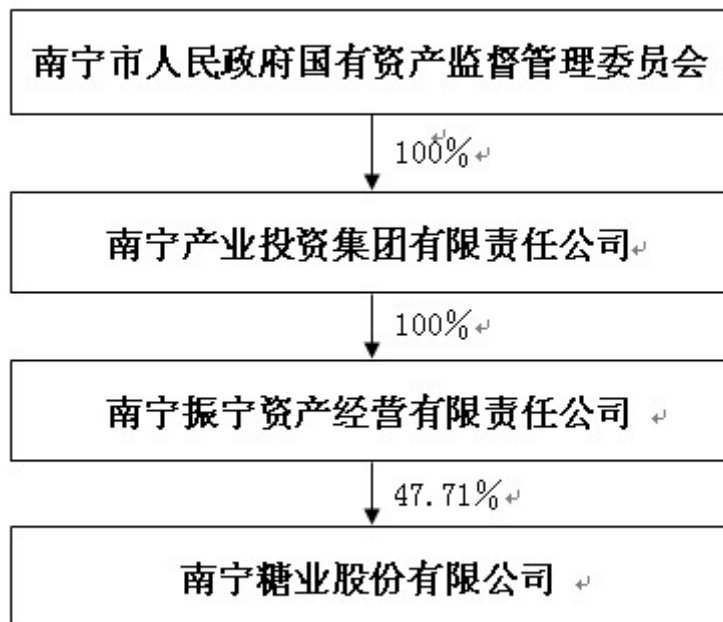 南宁市人民政府国有资产监督管理委员会
100%
南宁产业投资集团有限责任公司
100%
南宁振宁资产经营有限责任公司
47.71%
南宁糖业股份有限公司